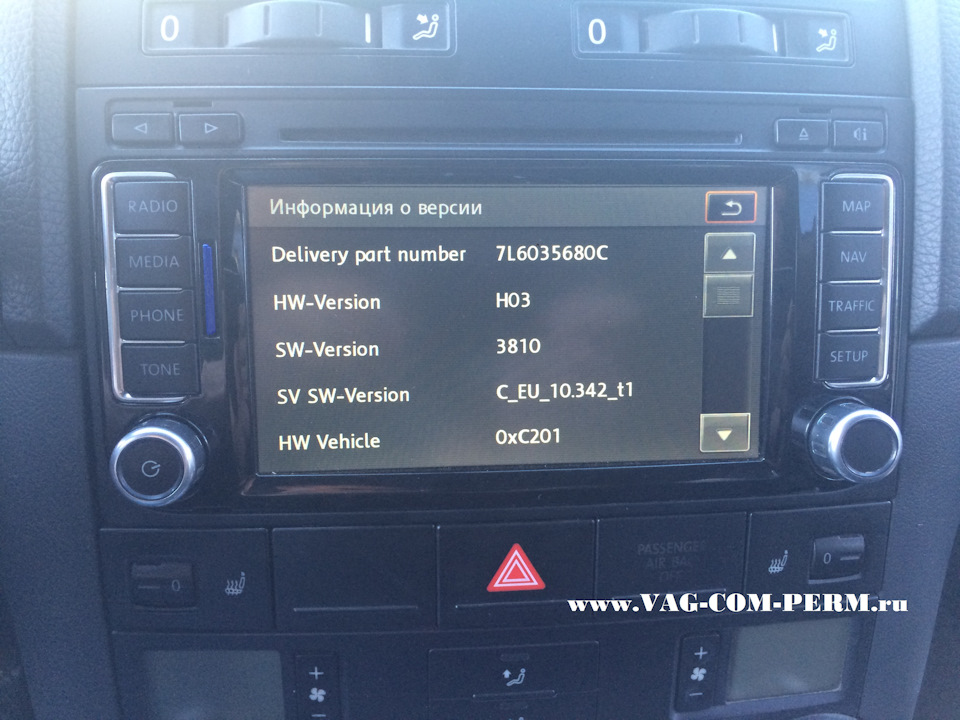 0
0
RADIO
MEDIA
PHONE
TONE
Информация о версии
Delivery part number 7L6035680C
HW-Version H03
SW-Version 3810
SV SW-Version C_EU_10.342_t1
HW Vehicle 0xC201
MAP
NAV
TRAFFIC
SETUP
0
PASSENGER
AIR
0
www.VAG-COM-PERM.ru